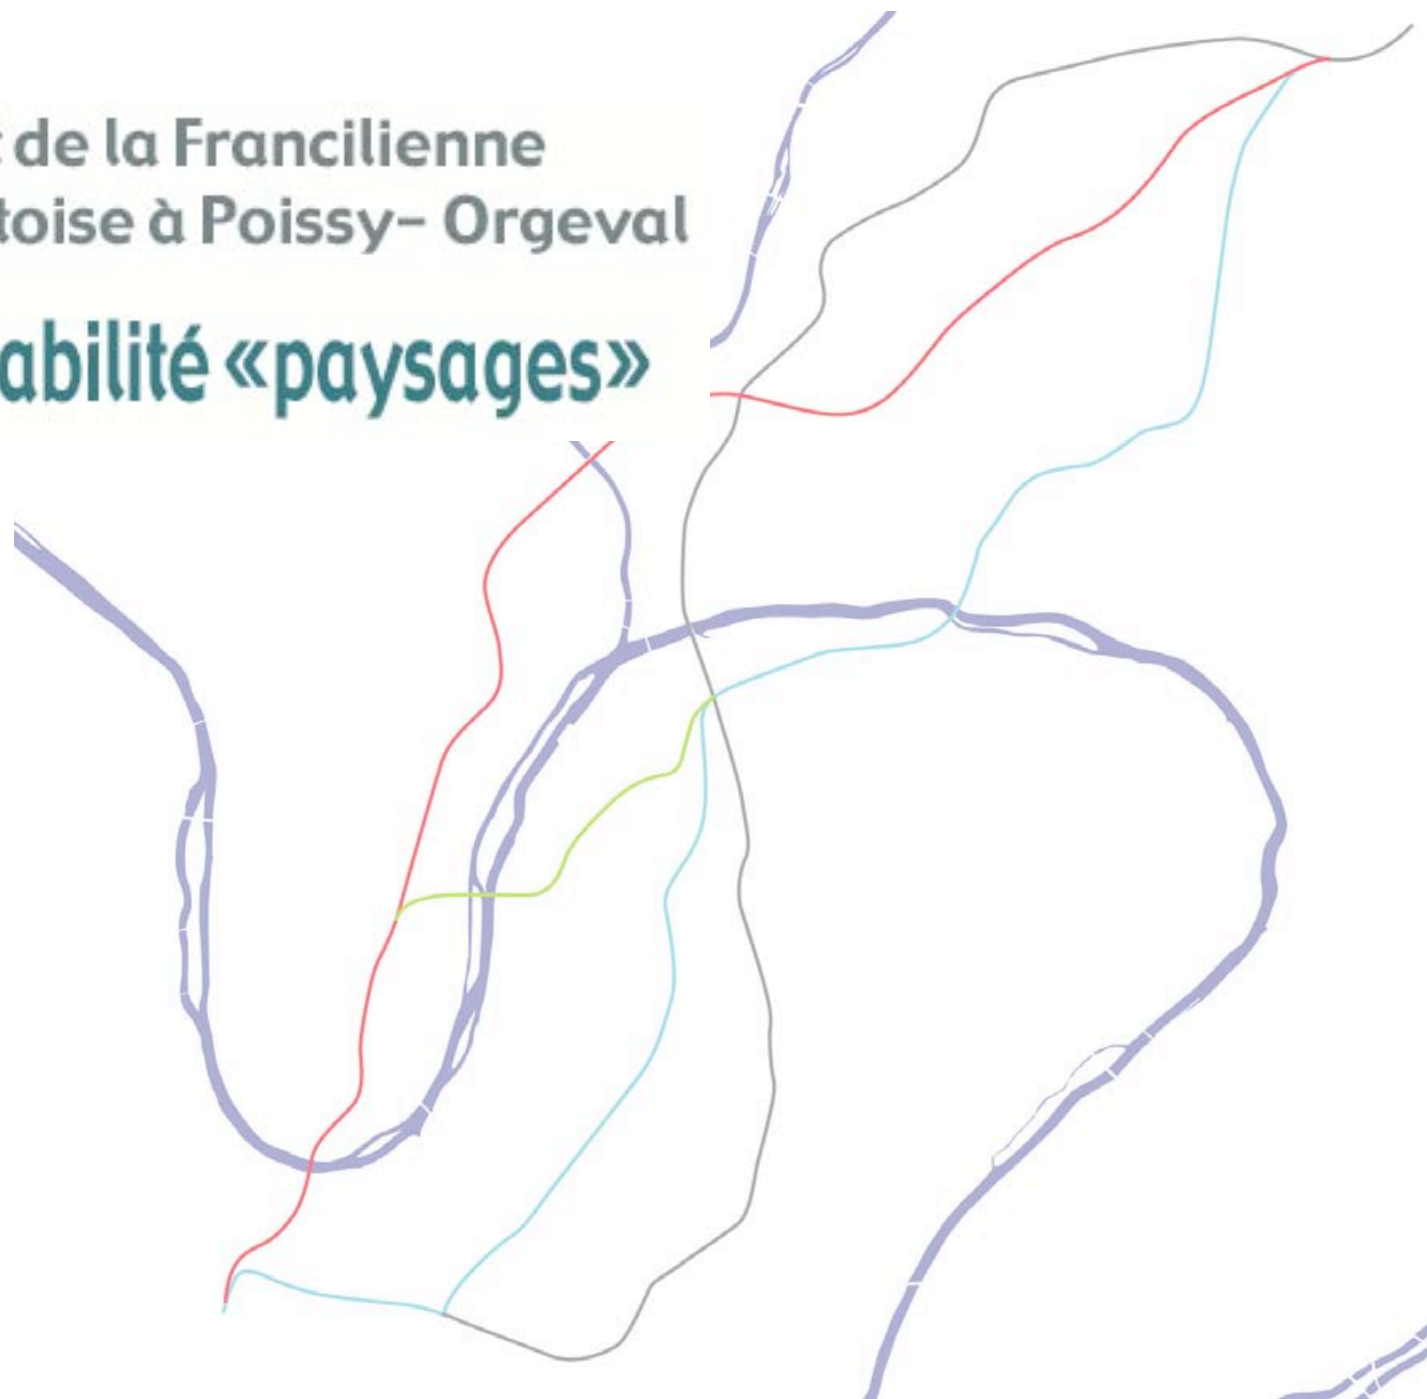 de la Francilienne
toise à Poissy– Orgeval
abilité «paysages»